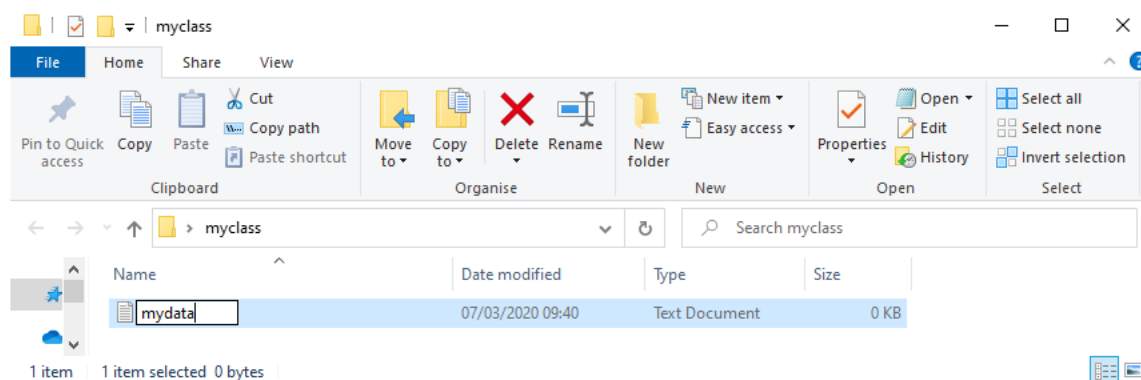 myclass
File Home Share View
Pin to Quick access
Copy
Paste
Cut
Copy path
Paste shortcut
Move to
Copy to
Delete
Rename
New folder
New item
Easy access
Properties
Open
Edit
History
Select all
Select none
Invert selection
Clipboard Organise New Open Select
myclass
Search myclass
Name Date modified Type Size
mydata 07/03/2020 09:40 Text Document 0 KB
1 item 1 item selected 0 bytes